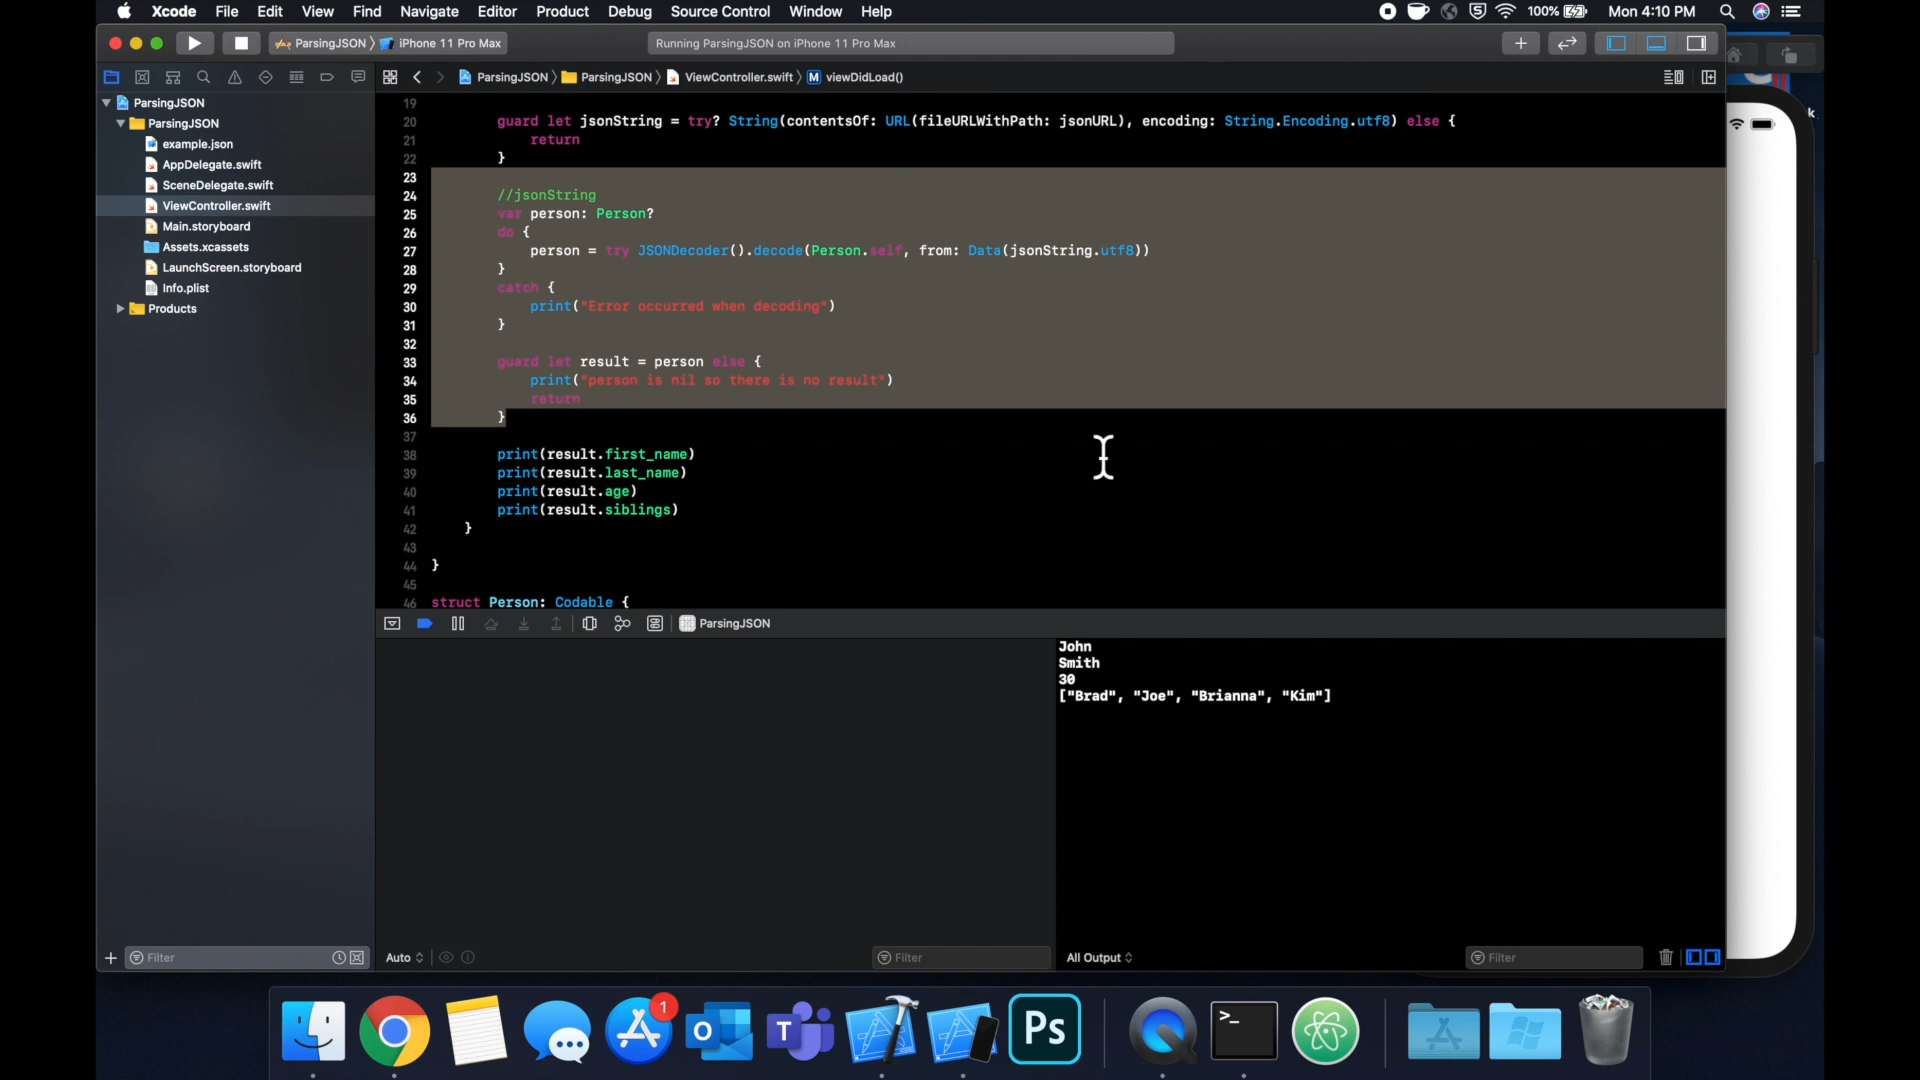 Xcode File Edit View Find Navigate Editor Product Debug Source Control Window Help 100% Mon 4:10 PM
ParsingJSON iPhone 11 Pro Max Running ParsingJSON on iPhone 11 Pro Max
ParsingJSON ParsingJSON ViewController.swift M viewDidLoad()
ParsingJSON
ParsingJSON
example.json
AppDelegate.swift
SceneDelegate.swift
ViewController.swift
Main.storyboard
Assets.xcassets
LaunchScreen.storyboard
Info.plist
Products
19
20 guard let jsonString = try? String(contentsOf: URL(fileURLWithPath: jsonURL), encoding: String.Encoding.utf8) else {
21 return
22 }
23
24 //jsonString
25 var person: Person?
26 do {
27 person = try JSONDecoder().decode(Person.self, from: Data(jsonString.utf8))
28 }
29 catch {
30 print("Error occurred when decoding")
31 }
32
33 guard let result = person else {
34 print("person is nil so there is no result")
35 return
36 }
37
38 print(result.first_name)
39 print(result.last_name)
40 print(result.age)
41 print(result.siblings)
42 }
43
44 }
45
46 struct Person: Codable {
ParsingJSON
John
Smith
30
["Brad", "Joe", "Brianna", "Kim"]
Filter Auto Filter All Output Filter
1
Ps